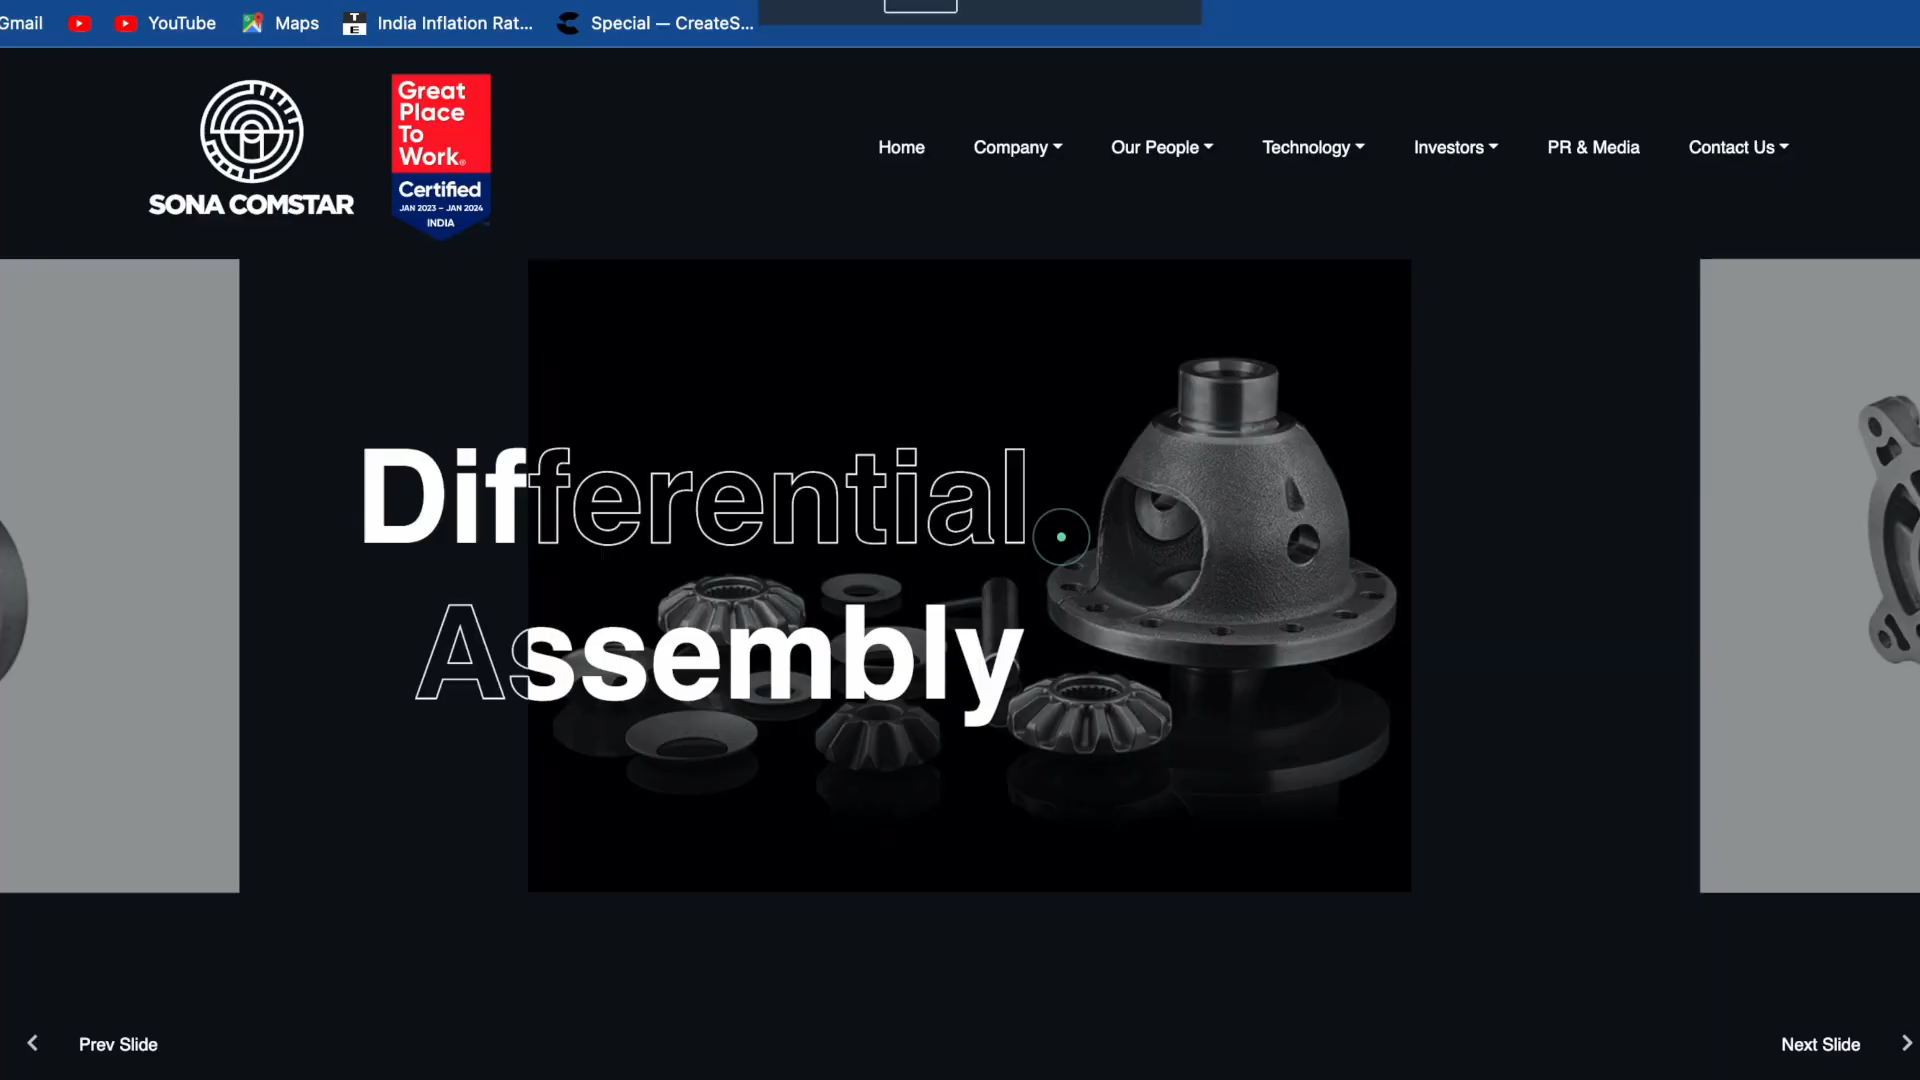 Gmail
YouTube
Maps
India Inflation Rat...
Special — CreateS...
SONA COMSTAR
Great
Place
To
Work®
Certified
JAN 2023 – JAN 2024
INDIA
Home
Company
Our People
Technology
Investors
PR & Media
Contact Us
Differential
Assembly
Prev Slide
Next Slide